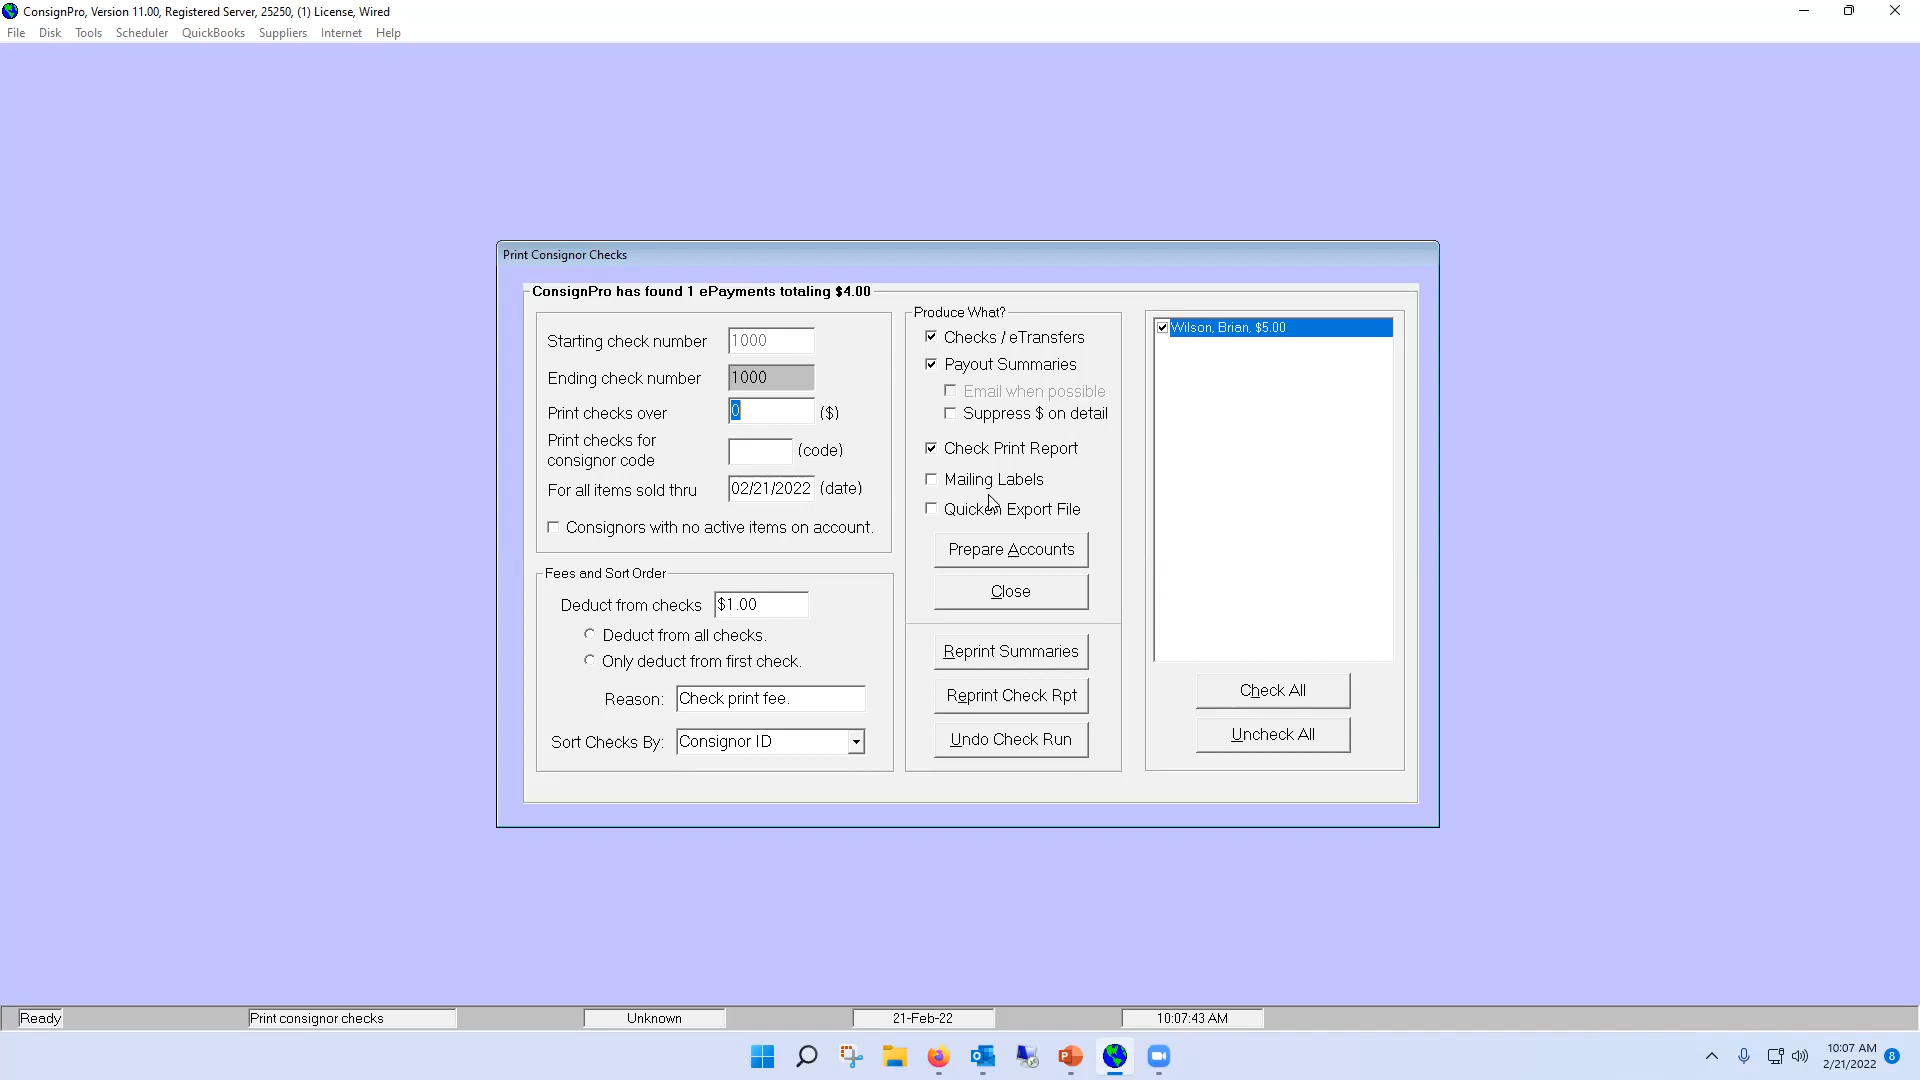 ConsignPro, Version 11.00, Registered Server, 25250, (1) License, Wired
File Disk Tools Scheduler QuickBooks Suppliers Internet Help
Print Consignor Checks
ConsignPro has found 1 ePayments totaling $4.00
Starting check number 1000
Ending check number 1000
Print checks over 0 ($)
Print checks for
consignor code (code)
For all items sold thru 02/21/2022 (date)
Consignors with no active items on account.
Fees and Sort Order
Deduct from checks $1.00
Deduct from all checks.
Only deduct from first check.
Reason: Check print fee.
Sort Checks By: Consignor ID
Produce What?
Checks / eTransfers
Payout Summaries
Email when possible
Suppress $ on detail
Check Print Report
Mailing Labels
Quicken Export File
Prepare Accounts
Close
Reprint Summaries
Reprint Check Rpt
Undo Check Run
Wilson, Brian, $5.00
Check All
Uncheck All
Ready Print consignor checks Unknown 21-Feb-22 10:07:43 AM
10:07 AM
2/21/2022
8